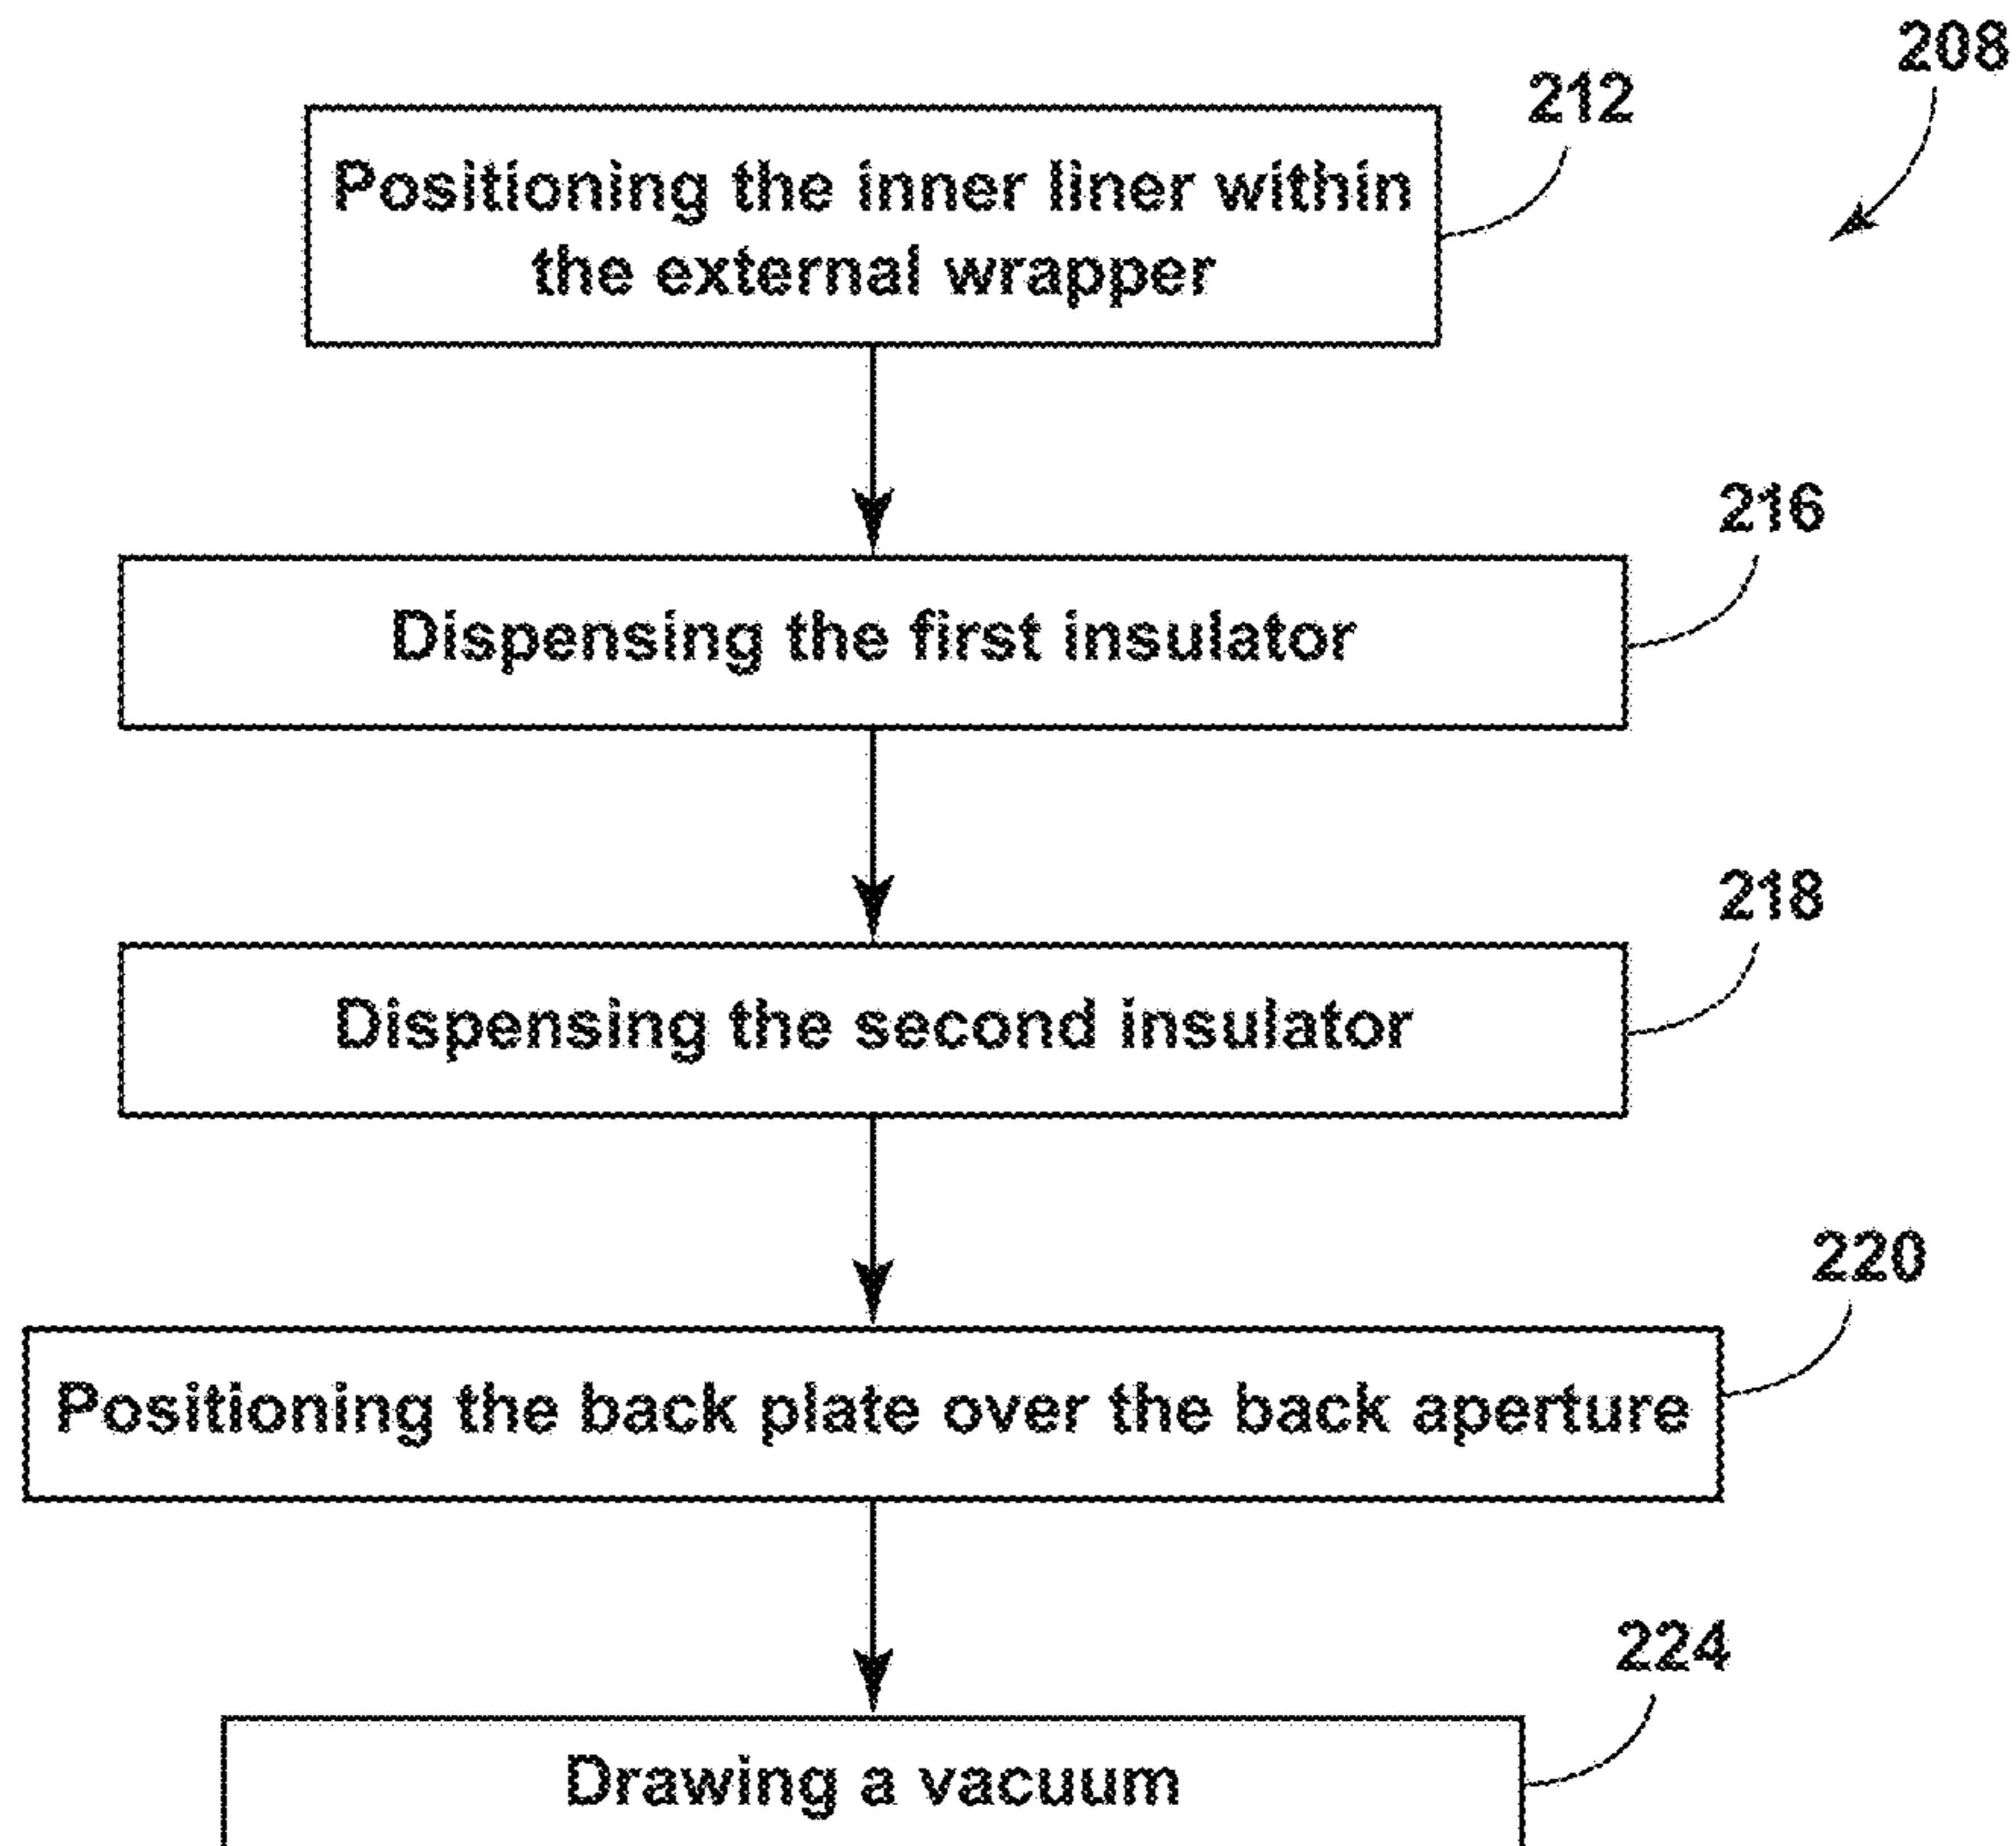 208
212
Positioning the inner liner within
the external wrapper
216
Dispensing the first insulator
218
Dispensing the second insulator
220
Positioning the back plate over the back aperture
224
Drawing a vacuum